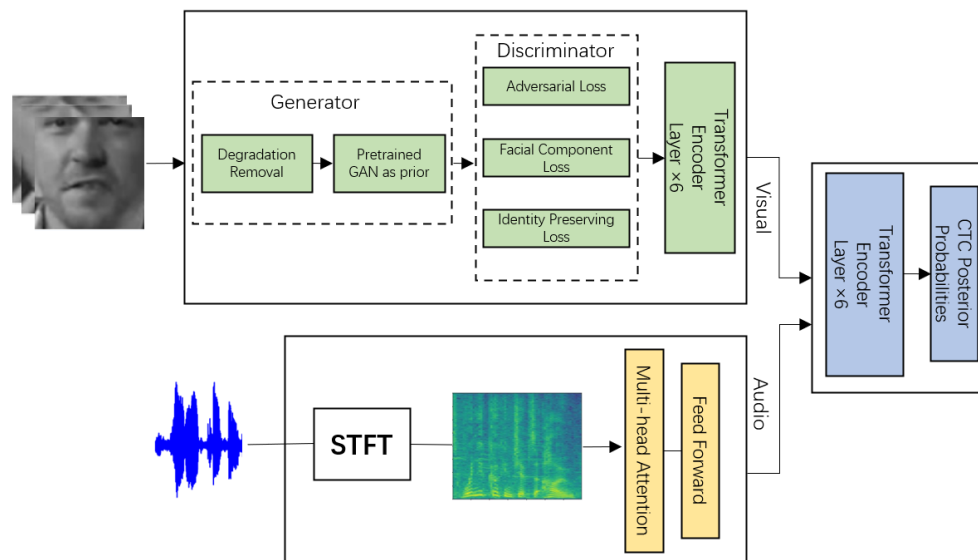 Generator
Degradation
Removal
Pretrained
GAN as prior
Discriminator
Adversarial Loss
Facial Component
Loss
Identity Preserving
Loss
Transformer
Encoder
Layer ×6
Visual
STFT
Multi-head Attention
Feed Forward
Audio
Transformer
Encoder
Layer ×6
CTC Posterior
Probabilities